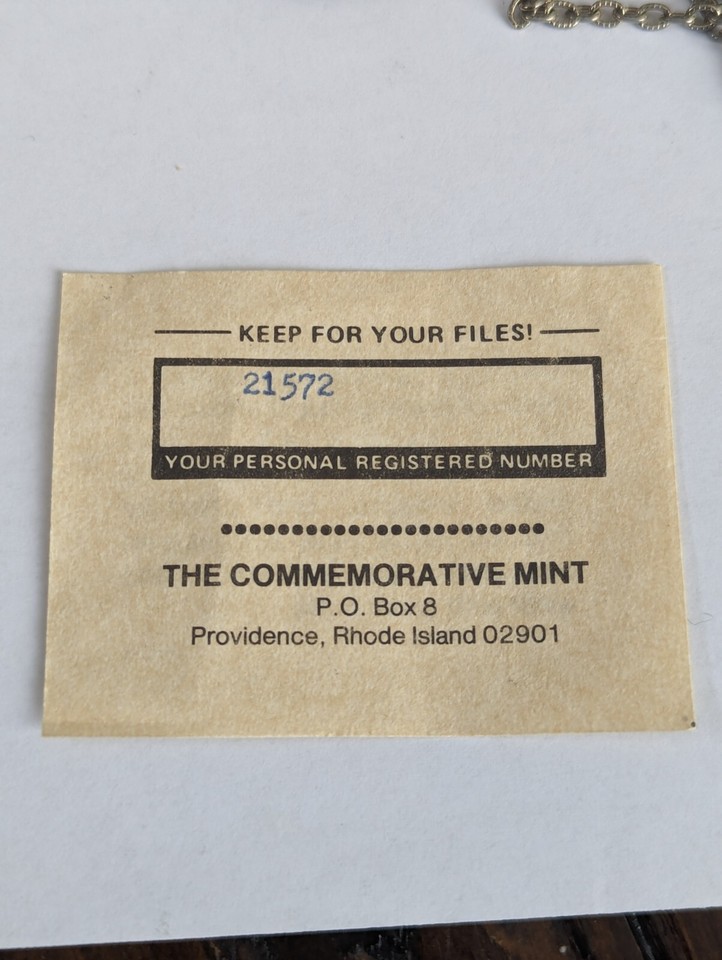 KEEP FOR YOUR FILES!
21572
YOUR PERSONAL REGISTERED NUMBER
THE COMMEMORATIVE MINT
P.O. Box 8
Providence, Rhode Island 02901